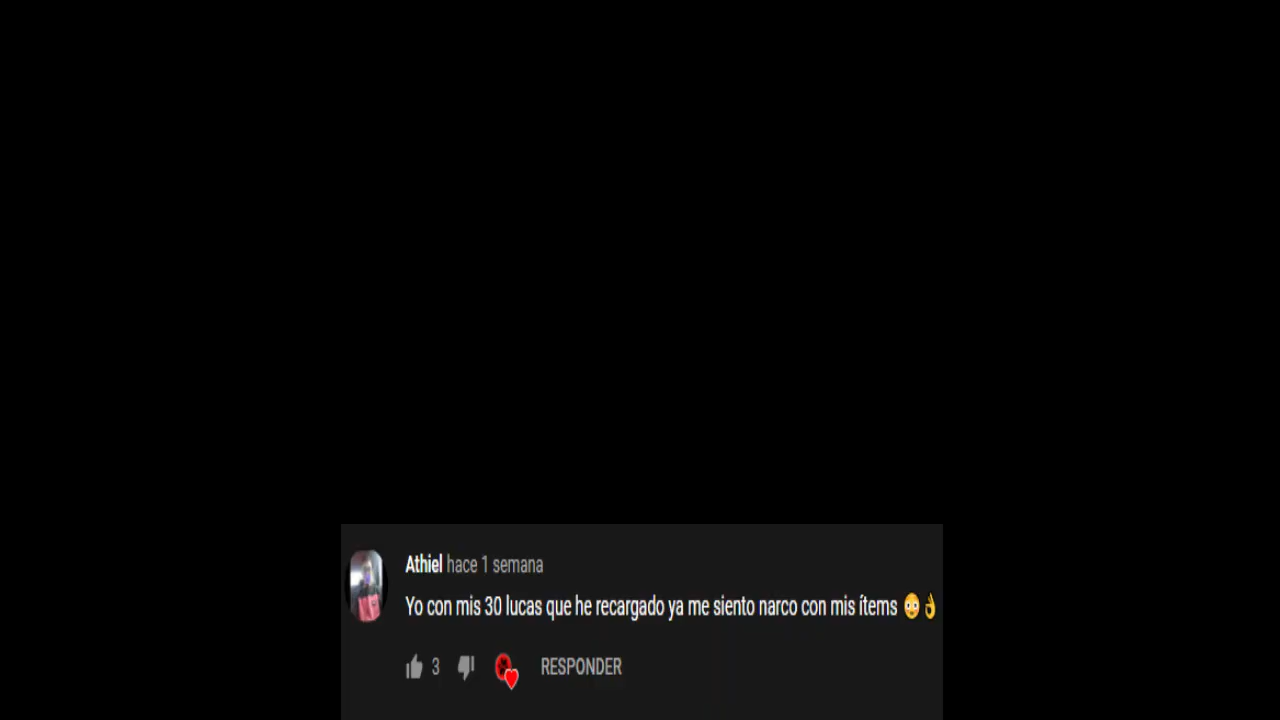 Athiel hace 1 semana
Yo con mis 30 lucas que he recargado ya me siento narco con mis ítems 😳👌
3 RESPONDER